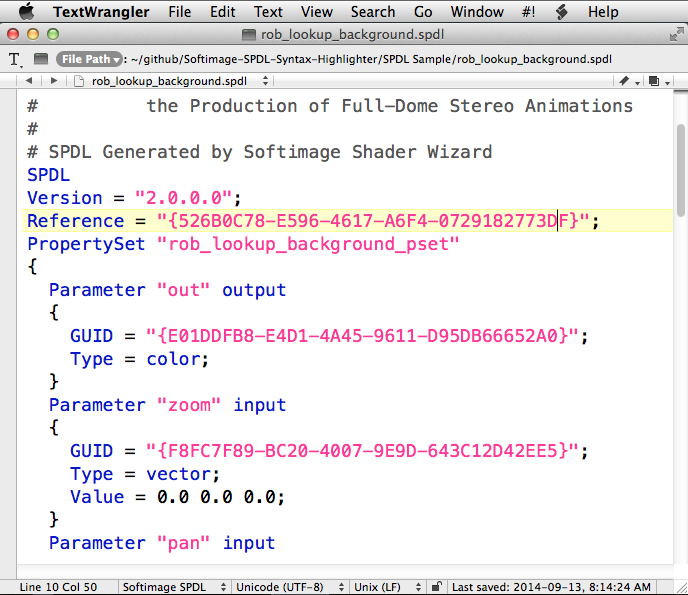 TextWrangler File Edit Text View Search Go Window #! Help
rob_lookup_background.spdl
T. File Path ▾ : ~/github/Softimage-SPDL-Syntax-Highlighter/SPDL Sample/rob_lookup_background.spdl
rob_lookup_background.spdl
# the Production of Full-Dome Stereo Animations
#
# SPDL Generated by Softimage Shader Wizard
SPDL
Version = "2.0.0.0";
Reference = "{526B0C78-E596-4617-A6F4-0729182773DF}";
PropertySet "rob_lookup_background_pset"
{
Parameter "out" output
{
GUID = "{E01DDFB8-E4D1-4A45-9611-D95DB66652A0}";
Type = color;
}
Parameter "zoom" input
{
GUID = "{F8FC7F89-BC20-4007-9E9D-643C12D42EE5}";
Type = vector;
Value = 0.0 0.0 0.0;
}
Parameter "pan" input
Line 10 Col 50 Softimage SPDL Unicode (UTF-8) Unix (LF) Last saved: 2014-09-13, 8:14:24 AM